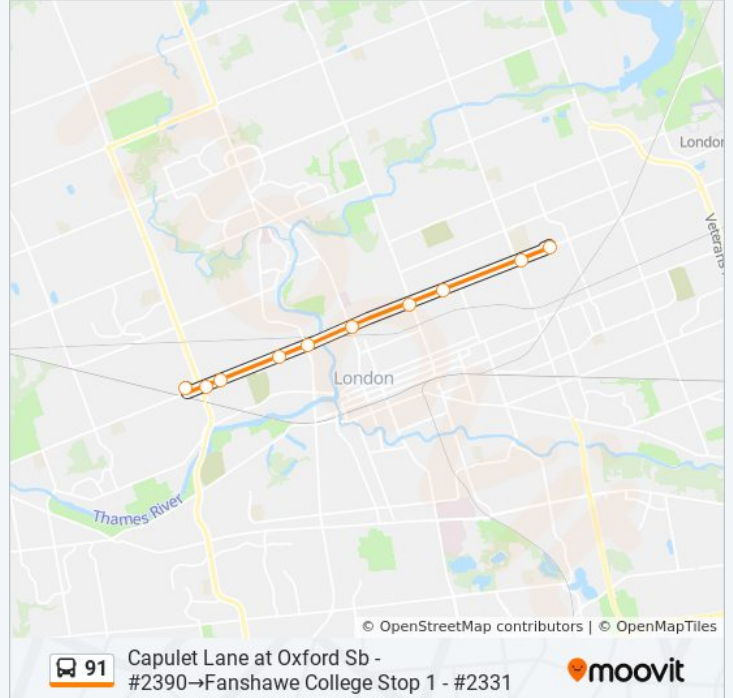 London
Veterans
London
Thames River
© OpenStreetMap contributors | © OpenMapTiles
91
Capulet Lane at Oxford Sb -
#2390→Fanshawe College Stop 1 - #2331
moovit